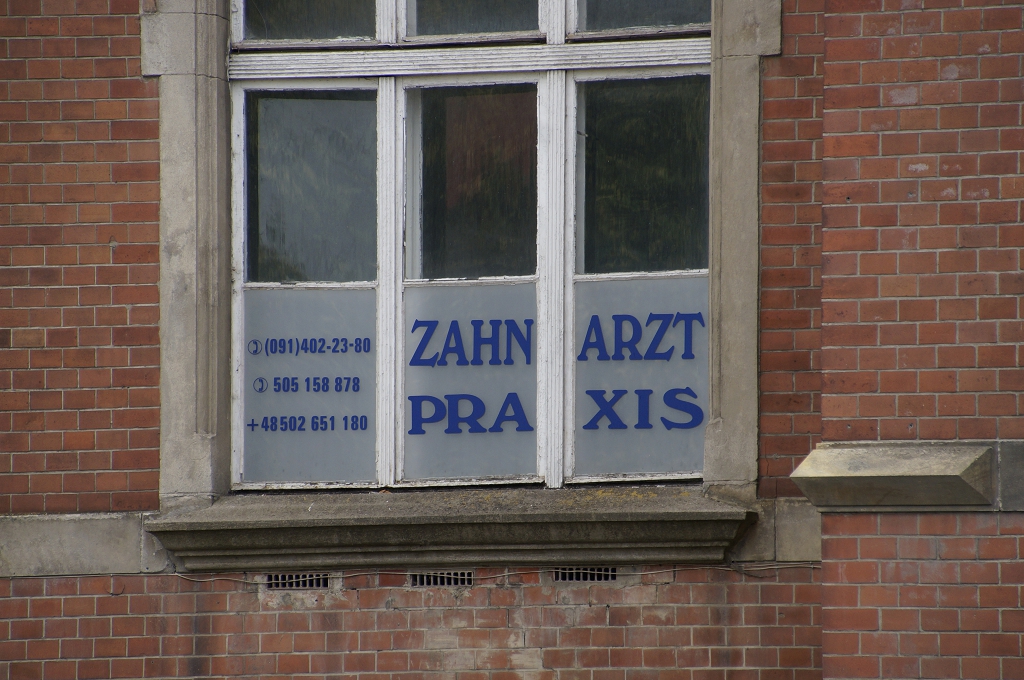 (091)402-23-80
505 158 878
+48502 651 180
ZAHN ARZT
PRA XIS